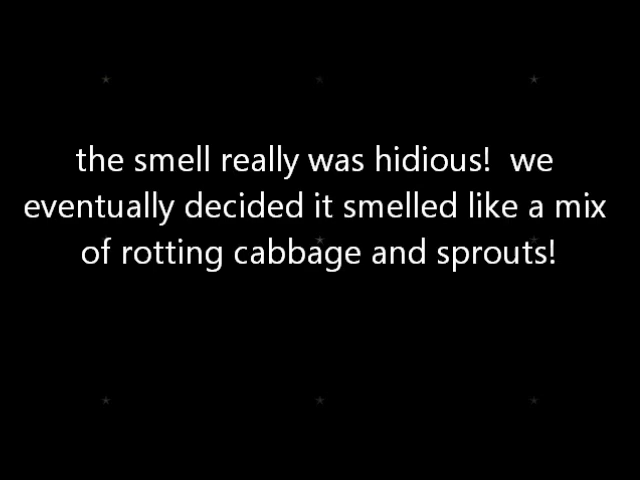 the smell really was hidious!  we
eventually decided it smelled like a mix
of rotting cabbage and sprouts!